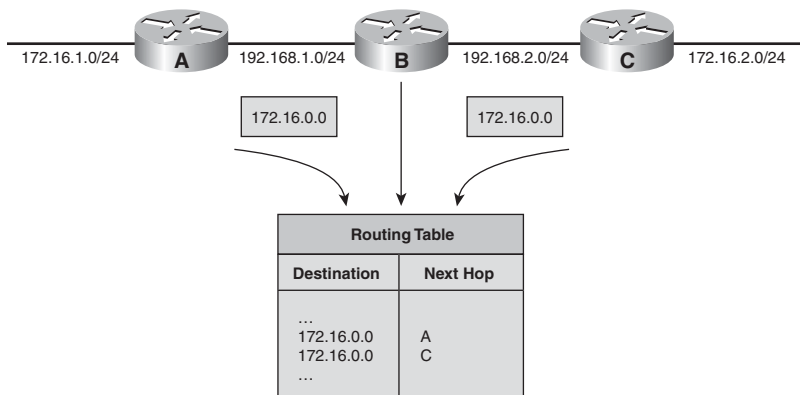 A
B
C
172.16.1.0/24
192.168.1.0/24
192.168.2.0/24
172.16.2.0/24
172.16.0.0
172.16.0.0
Routing Table
Destination
Next Hop
...
172.16.0.0 A
172.16.0.0 C
...